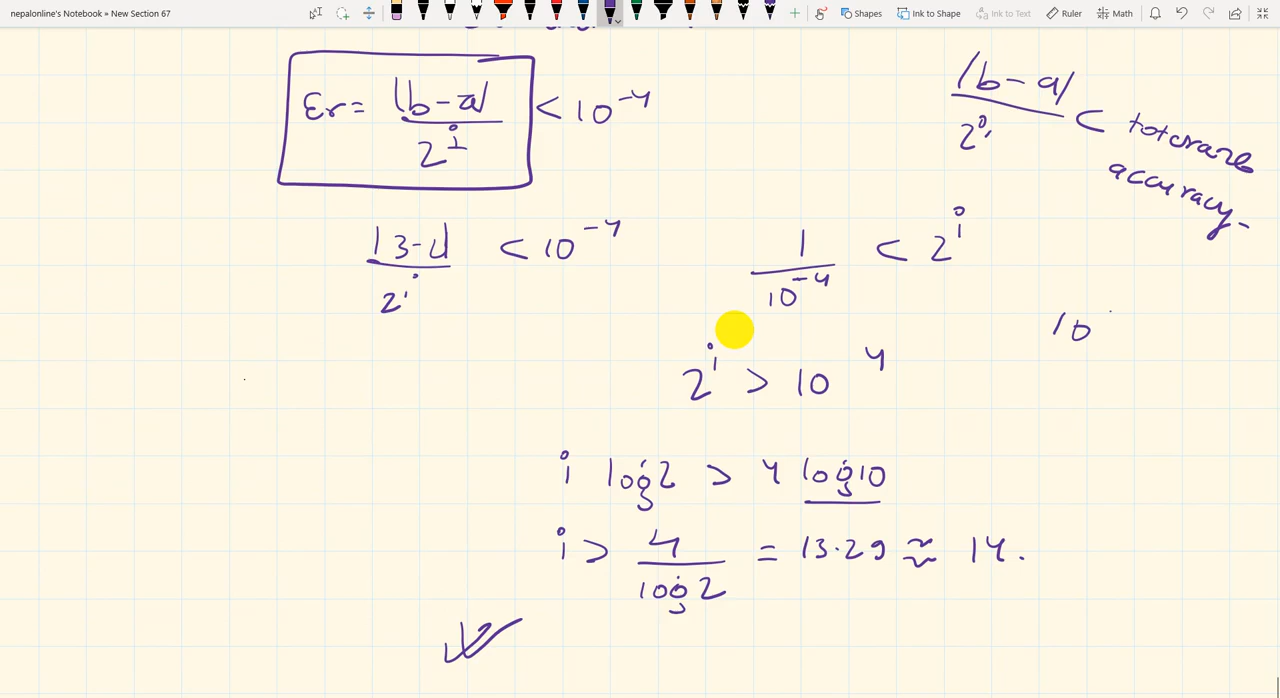 nepalonline's Notebook » New Section 67
Shapes Ink to Shape Ink to Text Ruler Math
Er = |b-a| / 2^i < 10^-4
|b-a| / 2^i < tolerable
accuracy-
|3-4| / 2^i < 10^-4
1 / 10^-4 < 2^i
10
2^i > 10^4
i log2 > 4 log10
i > 4 / log2 = 13.29 ≈ 14.